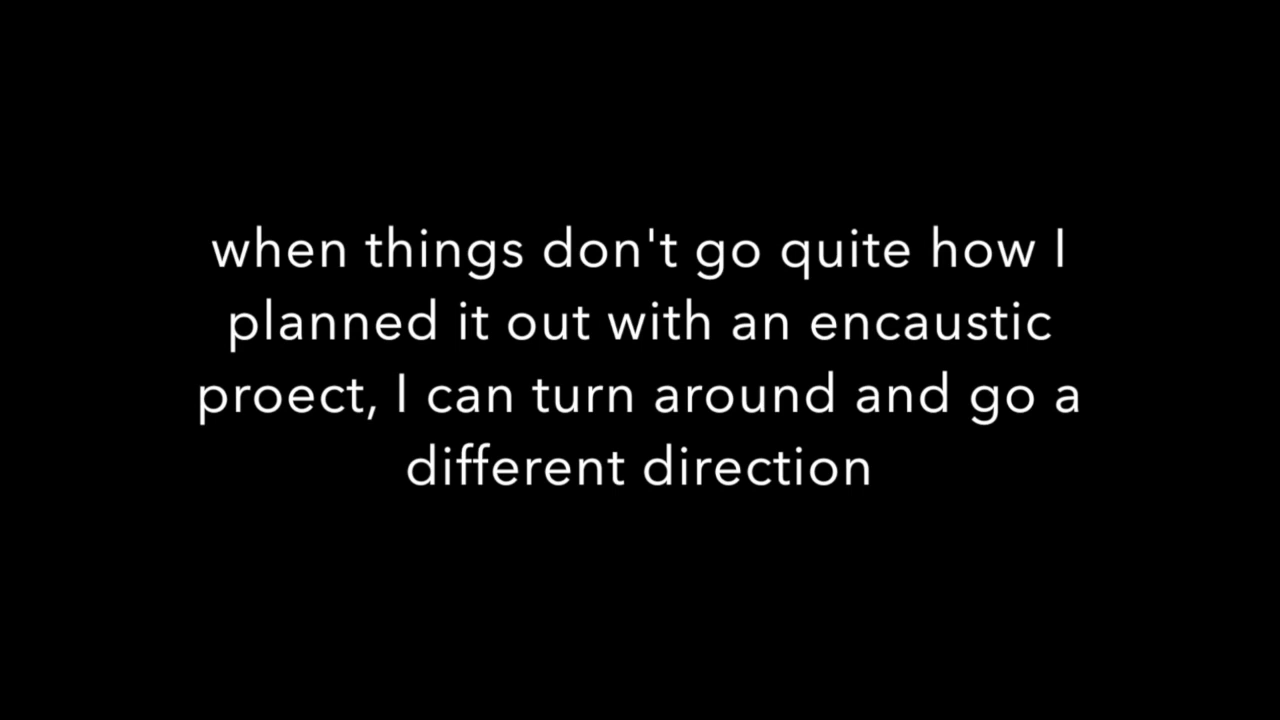 when things don't go quite how I
planned it out with an encaustic
proect, I can turn around and go a
different direction